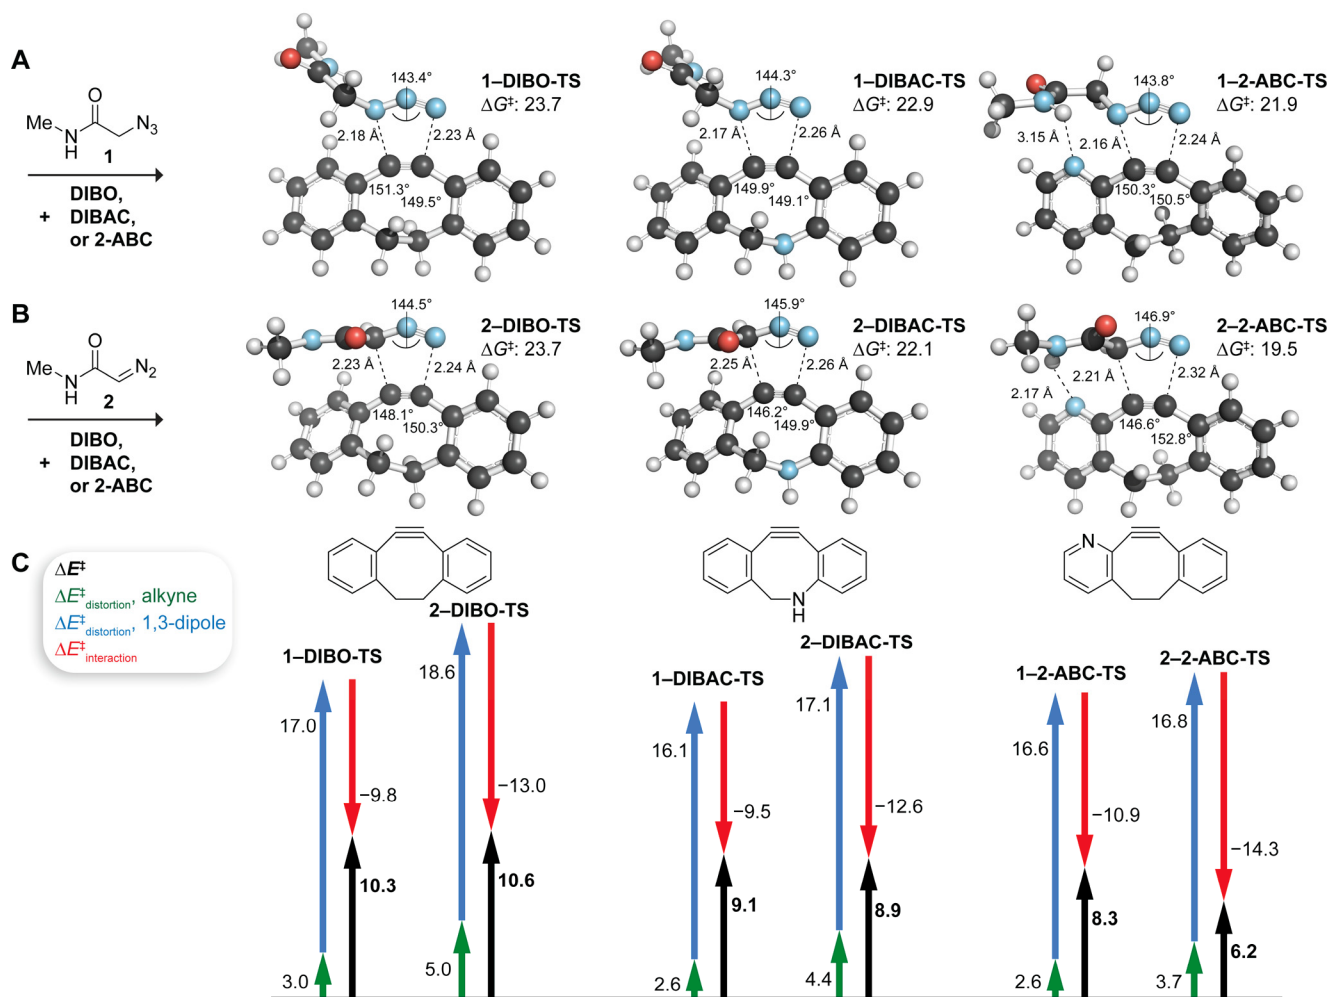 A
Me
N
H
O
N3
1
DIBO,
+ DIBAC,
or 2-ABC
143.4°
1–DIBO-TS
ΔG‡: 23.7
2.18 Å
2.23 Å
151.3°
149.5°
144.3°
1–DIBAC-TS
ΔG‡: 22.9
2.17 Å
2.26 Å
149.9°
149.1°
143.8°
1–2-ABC-TS
ΔG‡: 21.9
3.15 Å
2.16 Å
2.24 Å
150.3°
150.5°
B
Me
N
H
O
N2
2
DIBO,
+ DIBAC,
or 2-ABC
144.5°
2–DIBO-TS
ΔG‡: 23.7
2.23 Å
2.24 Å
148.1°
150.3°
145.9°
2–DIBAC-TS
ΔG‡: 22.1
2.25 Å
2.26 Å
146.2°
149.9°
146.9°
2–2-ABC-TS
ΔG‡: 19.5
2.17 Å
2.21 Å
2.32 Å
146.6°
152.8°
C
ΔE‡
ΔE‡distortion, alkyne
ΔE‡distortion, 1,3-dipole
ΔE‡interaction
N
H
N
1–DIBO-TS
17.0
−9.8
10.3
3.0
2–DIBO-TS
18.6
−13.0
10.6
5.0
1–DIBAC-TS
16.1
−9.5
9.1
2.6
2–DIBAC-TS
17.1
−12.6
8.9
4.4
1–2-ABC-TS
16.6
−10.9
8.3
2.6
2–2-ABC-TS
16.8
−14.3
6.2
3.7